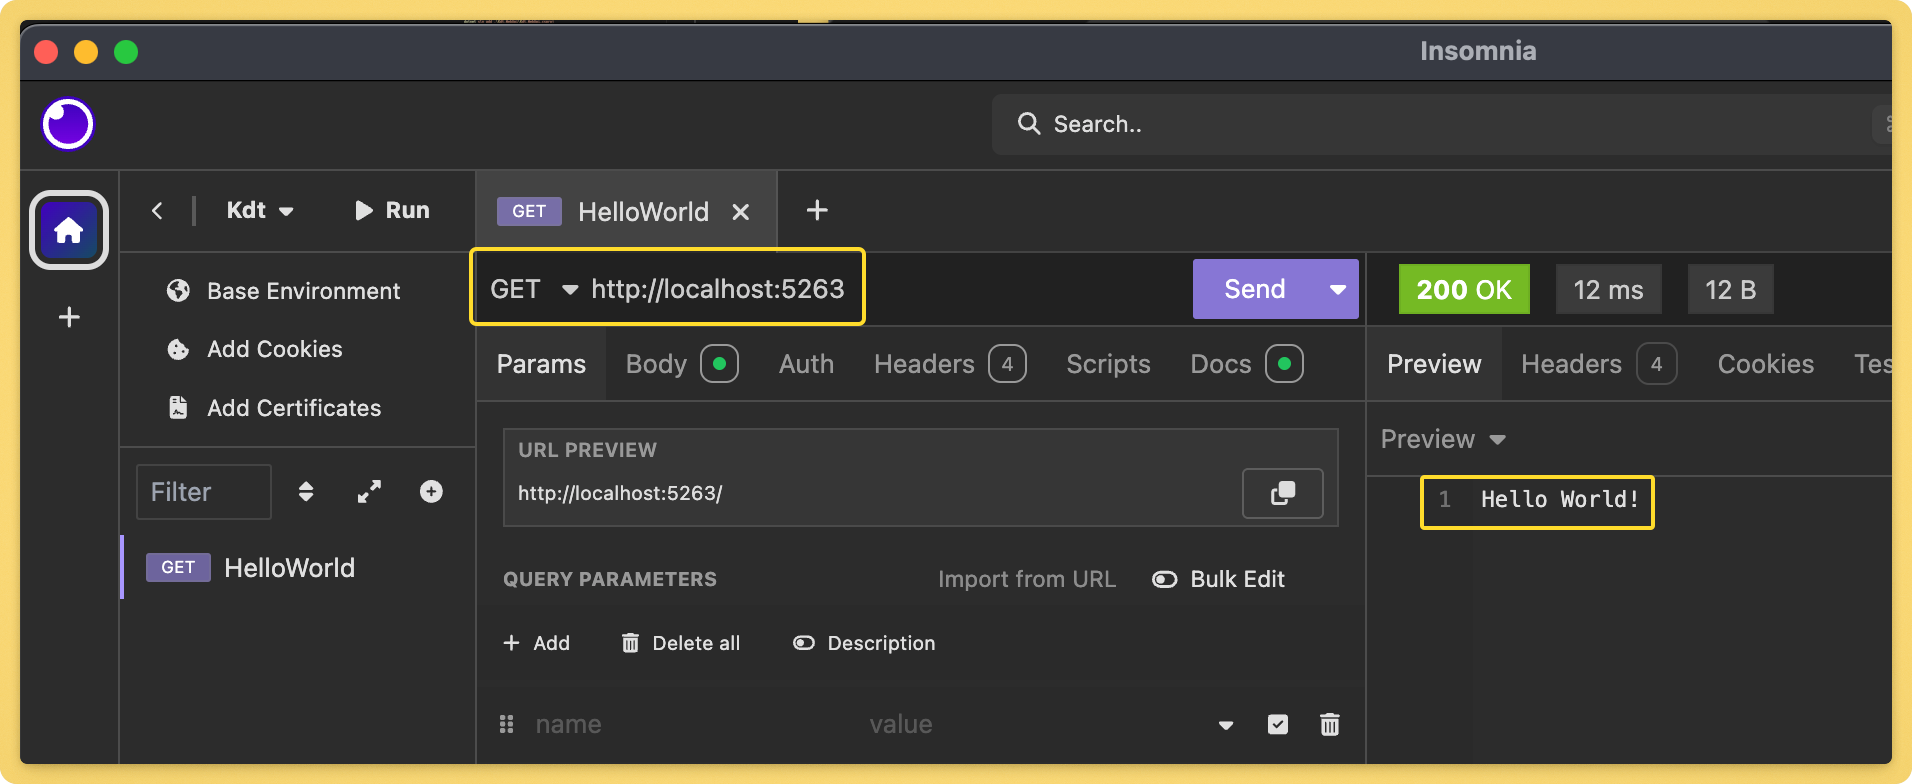 Insomnia
Search..
Kdt
Run
GET HelloWorld
GET http://localhost:5263
Send
200 OK
12 ms
12 B
Base Environment
Add Cookies
Add Certificates
Filter
GET HelloWorld
Params
Body
Auth
Headers 4
Scripts
Docs
URL PREVIEW
http://localhost:5263/
QUERY PARAMETERS
Import from URL
Bulk Edit
Add
Delete all
Description
name
value
Preview
Headers 4
Cookies
Tes
Preview
1 Hello World!